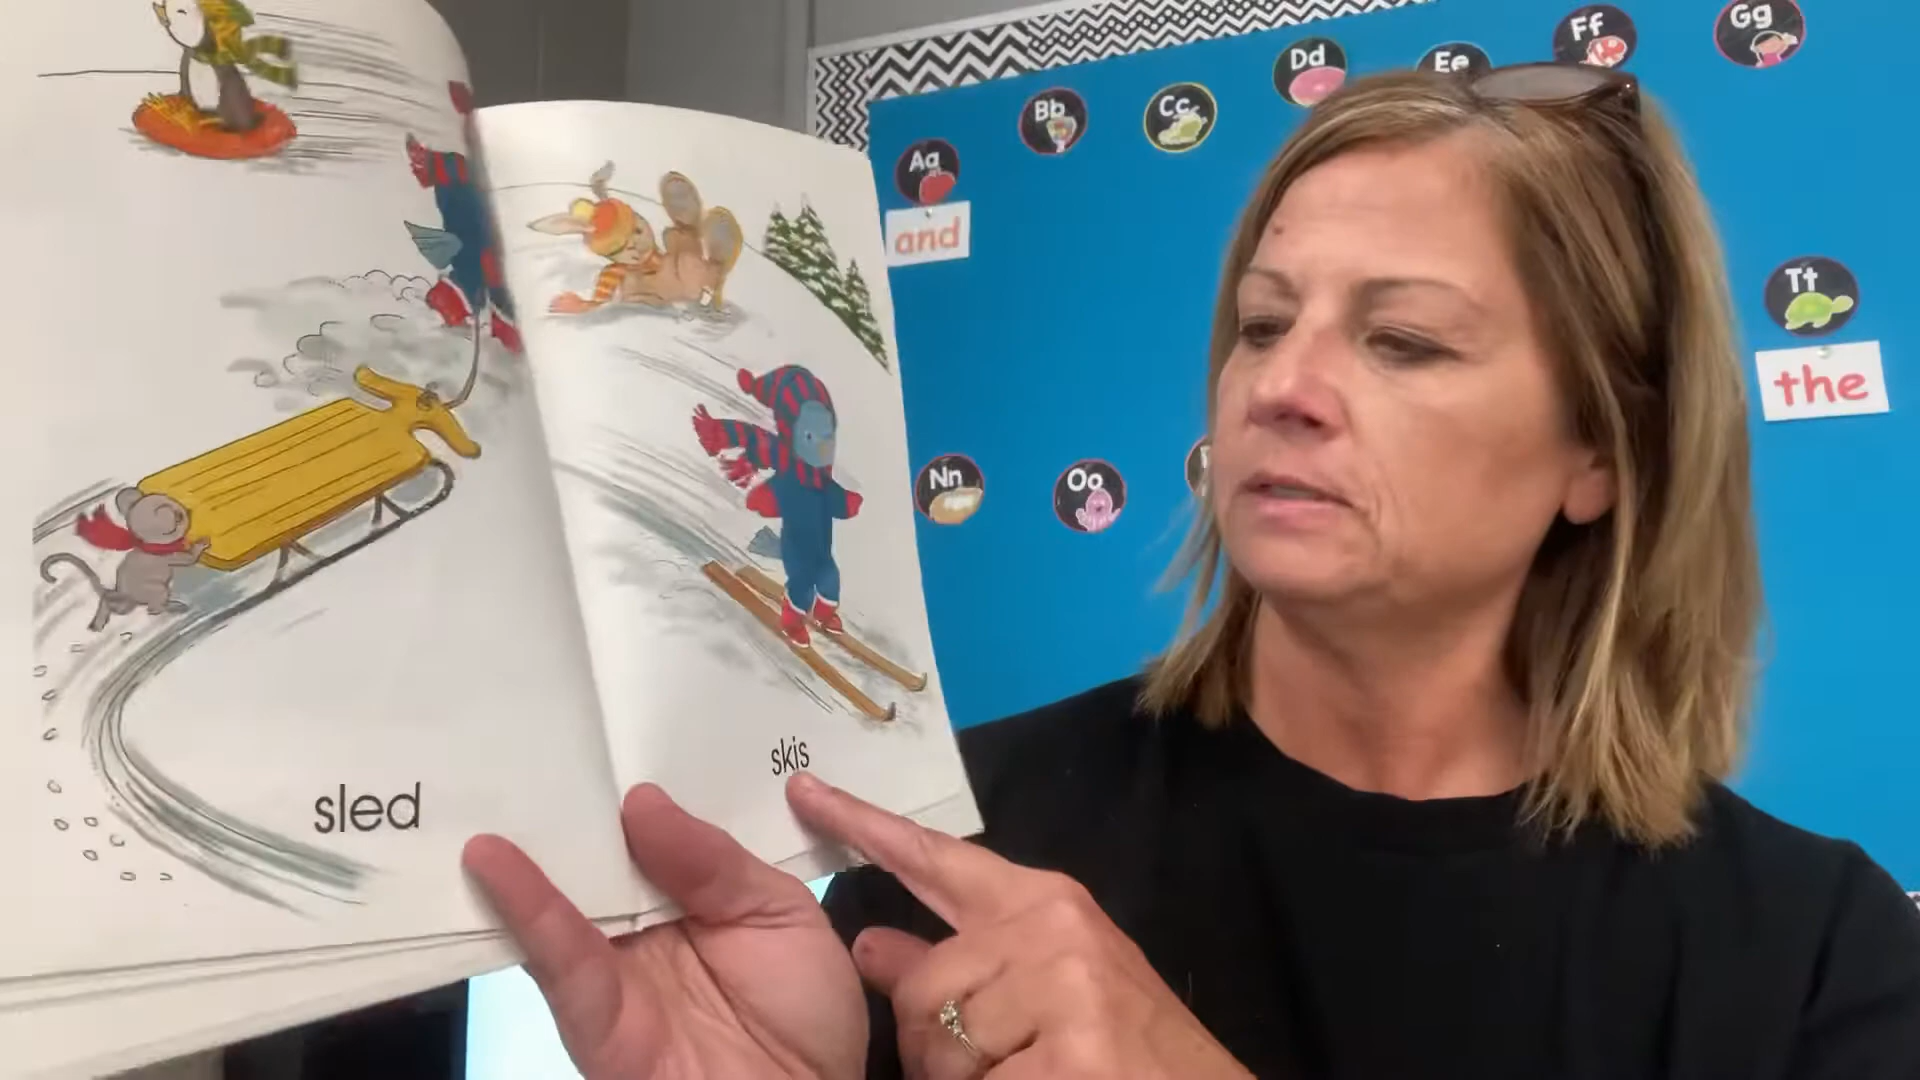 sled
skis
Aa
Bb
Cc
Dd
Ee
Ff
Gg
and
Tt
the
Nn
Oo